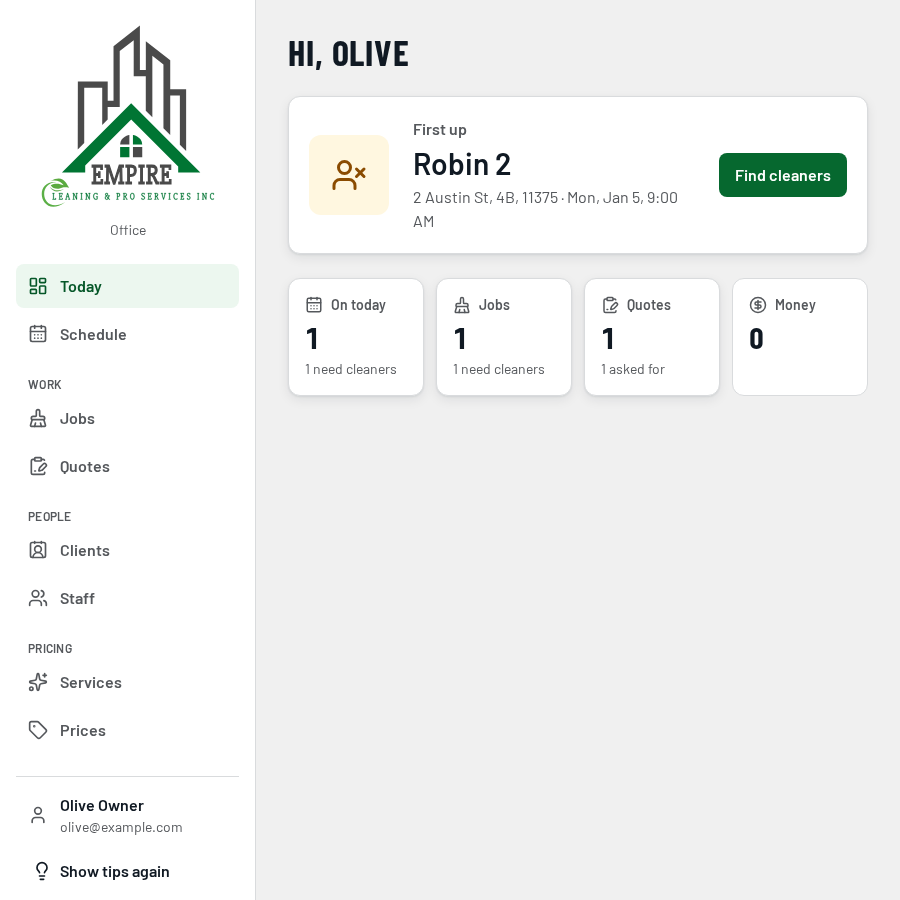 EMPIRE
CLEANING & PRO SERVICES INC
Office
Today
Schedule
WORK
Jobs
Quotes
PEOPLE
Clients
Staff
PRICING
Services
Prices
Olive Owner
olive@example.com
Show tips again
HI, OLIVE
First up
Robin 2
2 Austin St, 4B, 11375 · Mon, Jan 5, 9:00
AM
Find cleaners
On today
1
1 need cleaners
Jobs
1
1 need cleaners
Quotes
1
1 asked for
Money
0